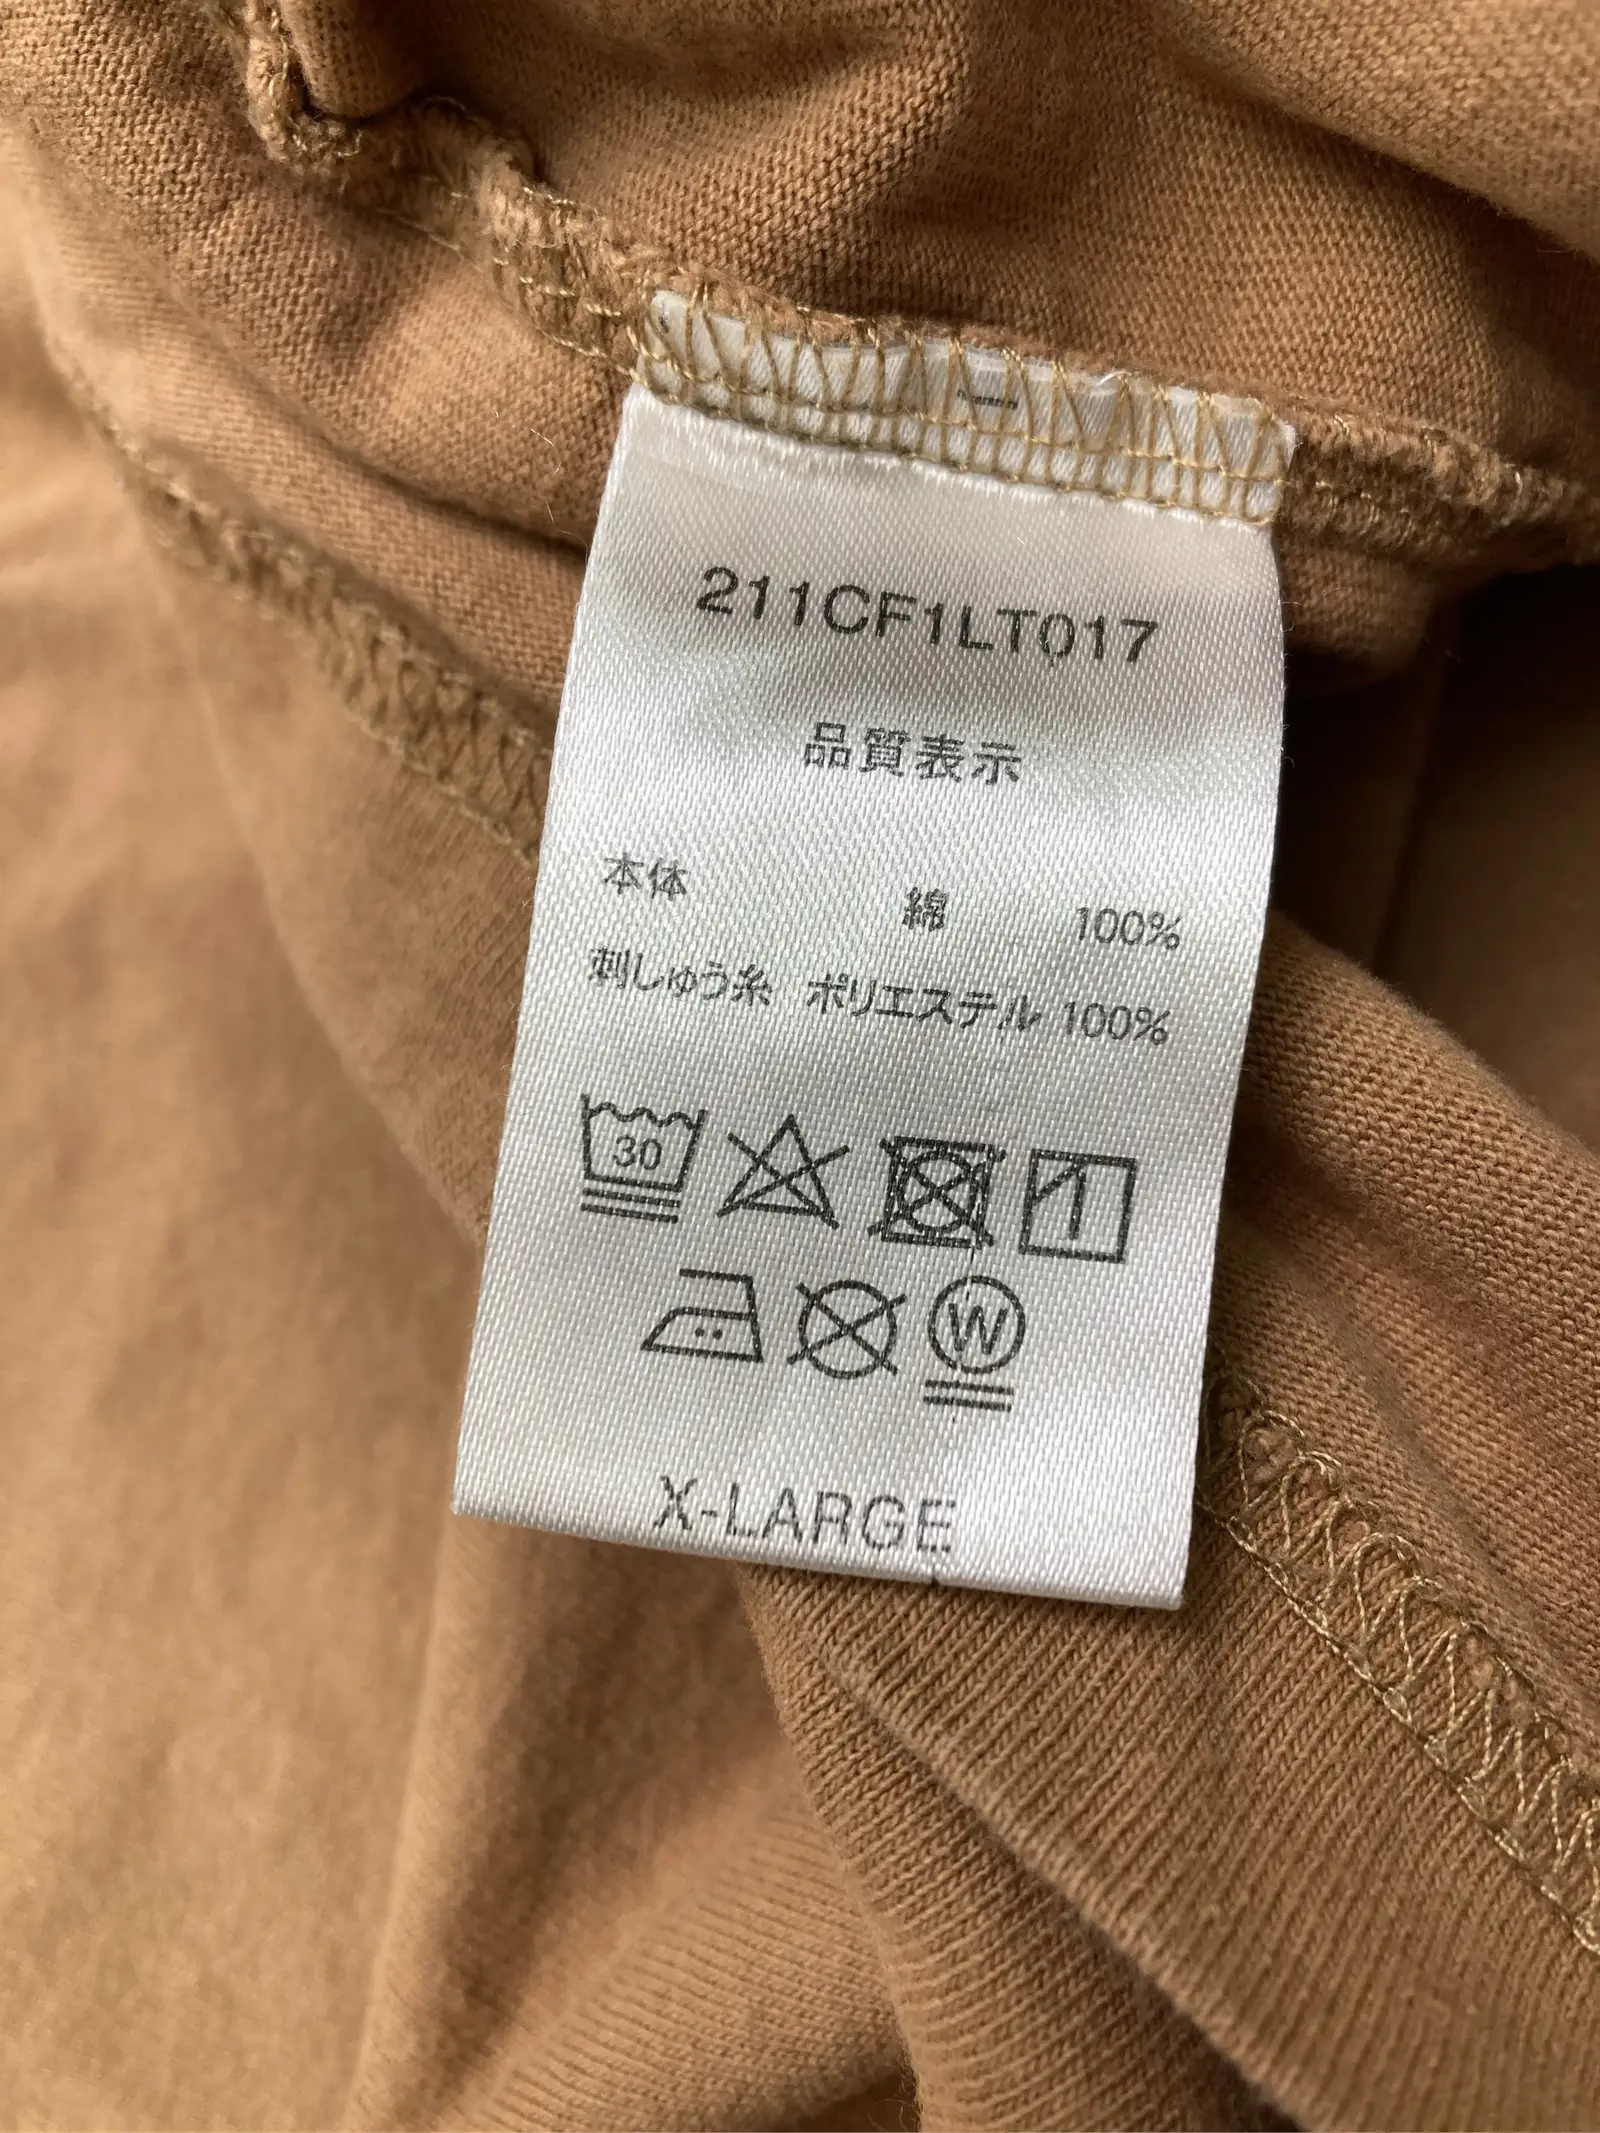 211CF1LT017
品質表示
本体 綿 100%
刺しゅう糸 ポリエステル 100%
30
W
X-LARGE